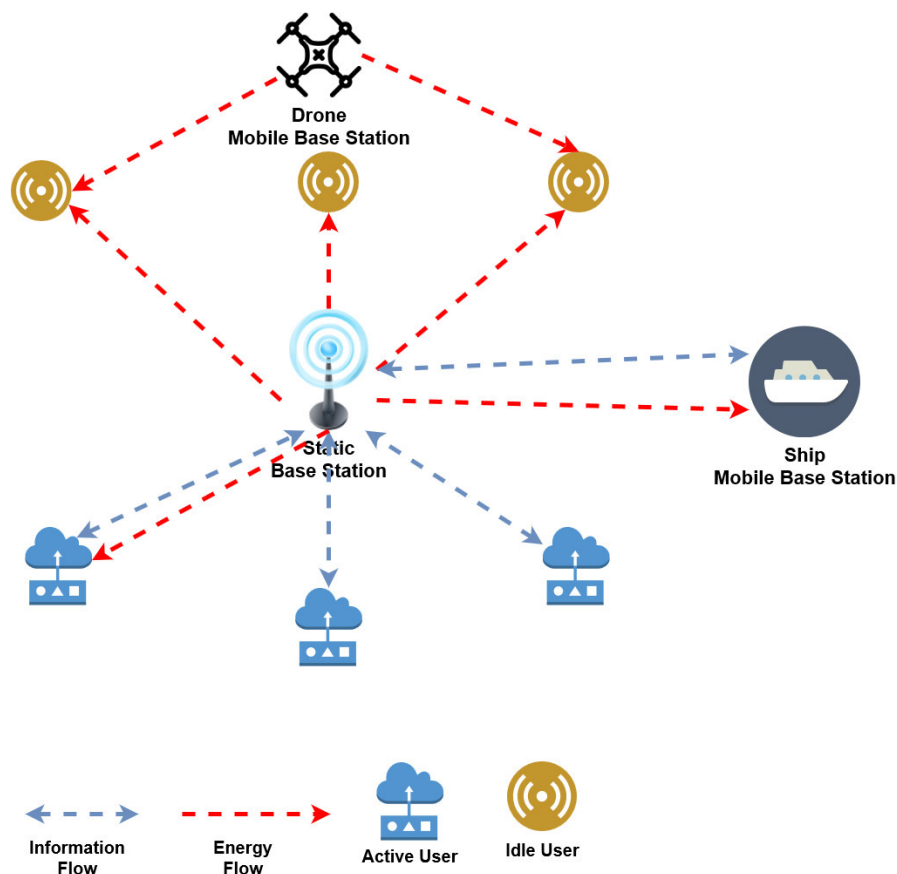 Drone
Mobile Base Station
Static
Base Station
Ship
Mobile Base Station
Information
Flow
Energy
Flow
Active User
Idle User